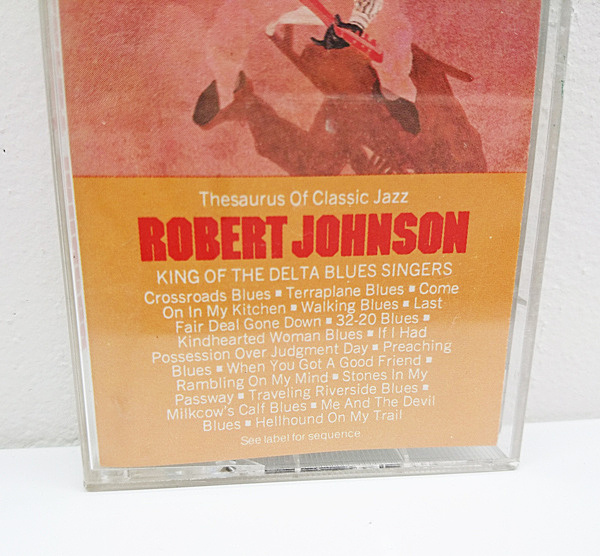 Thesaurus Of Classic Jazz
ROBERT JOHNSON
KING OF THE DELTA BLUES SINGERS
Crossroads Blues ▪ Terraplane Blues ▪ Come
On In My Kitchen ▪ Walking Blues ▪ Last
Fair Deal Gone Down ▪ 32-20 Blues ▪
Kindhearted Woman Blues ▪ If I Had
Possession Over Judgment Day ▪ Preaching
Blues ▪ When You Got A Good Friend ▪
Rambling On My Mind ▪ Stones In My
Passway ▪ Traveling Riverside Blues ▪
Milkcow's Calf Blues ▪ Me And The Devil
Blues ▪ Hellhound On My Trail
See label for sequence